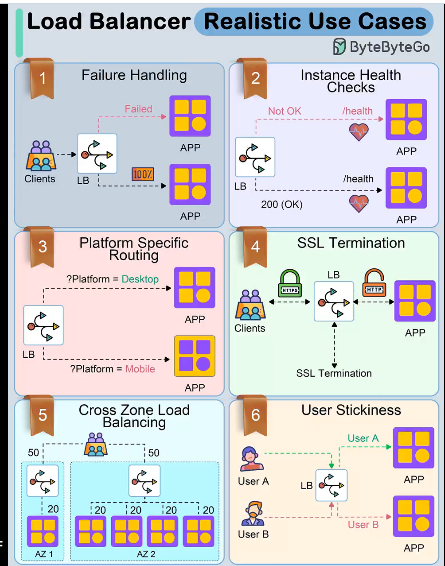 Load Balancer Realistic Use Cases
ByteByteGo
1
Failure Handling
Failed
APP
Clients
LB
100%
APP
2
Instance Health
Checks
Not OK
/health
APP
LB
/health
200 (OK)
APP
3
Platform Specific
Routing
?Platform = Desktop
APP
LB
?Platform = Mobile
APP
4
SSL Termination
LB
HTTPS
HTTP
Clients
APP
SSL Termination
5
Cross Zone Load
Balancing
50
50
20
20
20
20
20
AZ 1
AZ 2
6
User Stickiness
User A
User A
APP
LB
User B
User B
APP